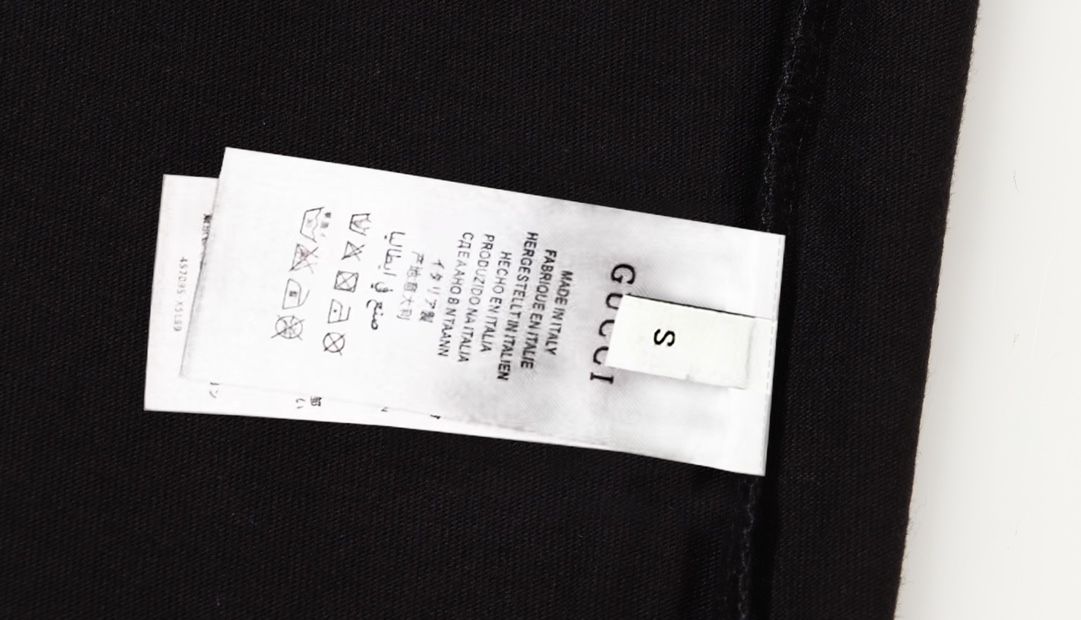 GUCCI
S
MADE IN ITALY
FABRIQUE EN ITALIE
HERGESTELLT IN ITALIEN
HECHO EN ITALIA
PRODUZIDO NA ITALIA
СДЕЛАНО В ИТАЛИИ
イタリア製
产地意大利
صنع في ايطاليا